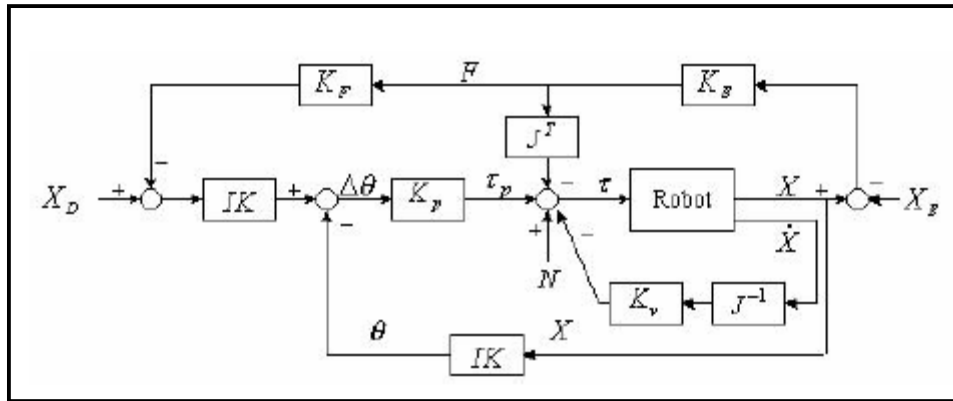 K_F F K_E
J^T
−
X_D + IK + Δθ K_p τ_p − τ Robot X + − X_E
− + − Ẋ
N K_v J^{-1}
θ IK X